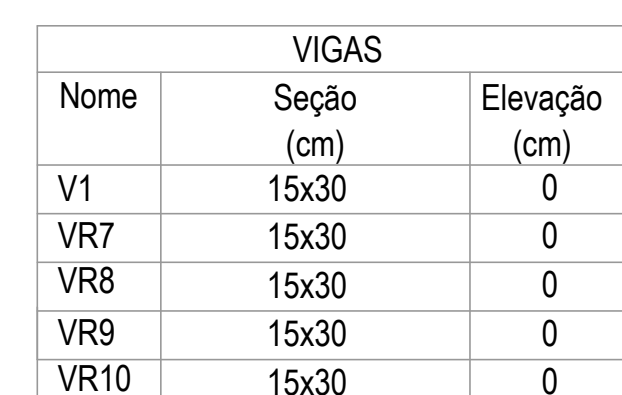 VIGAS
Nome Seção Elevação
(cm) (cm)
V1 15x30 0
VR7 15x30 0
VR8 15x30 0
VR9 15x30 0
VR10 15x30 0